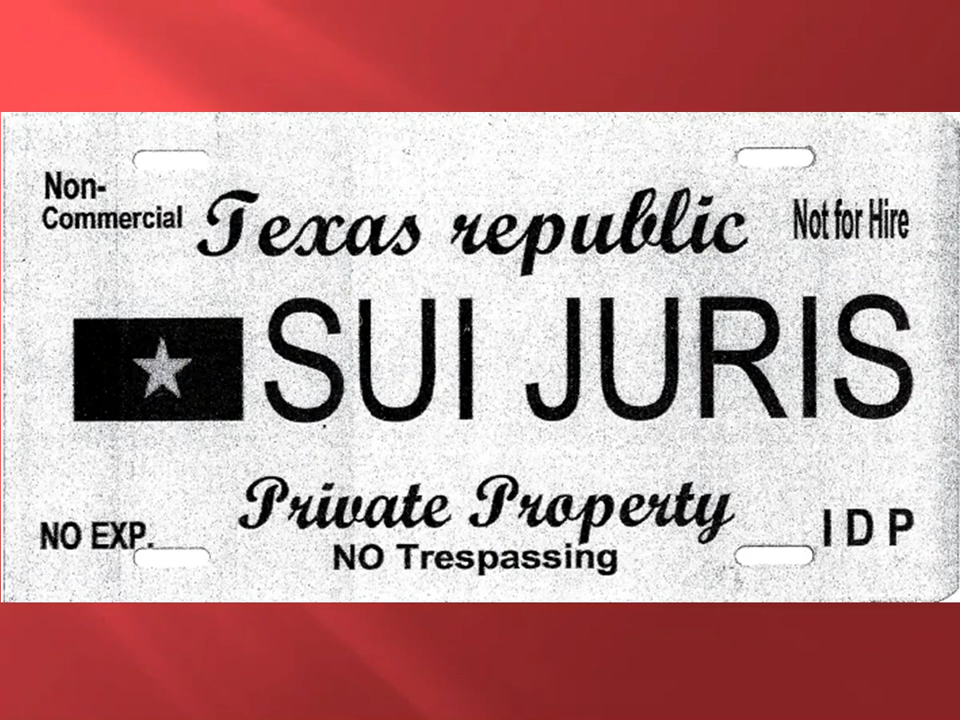 Non-
Commercial
Texas republic
Not for Hire
SUI JURIS
Private Property
NO Trespassing
NO EXP.
I D P